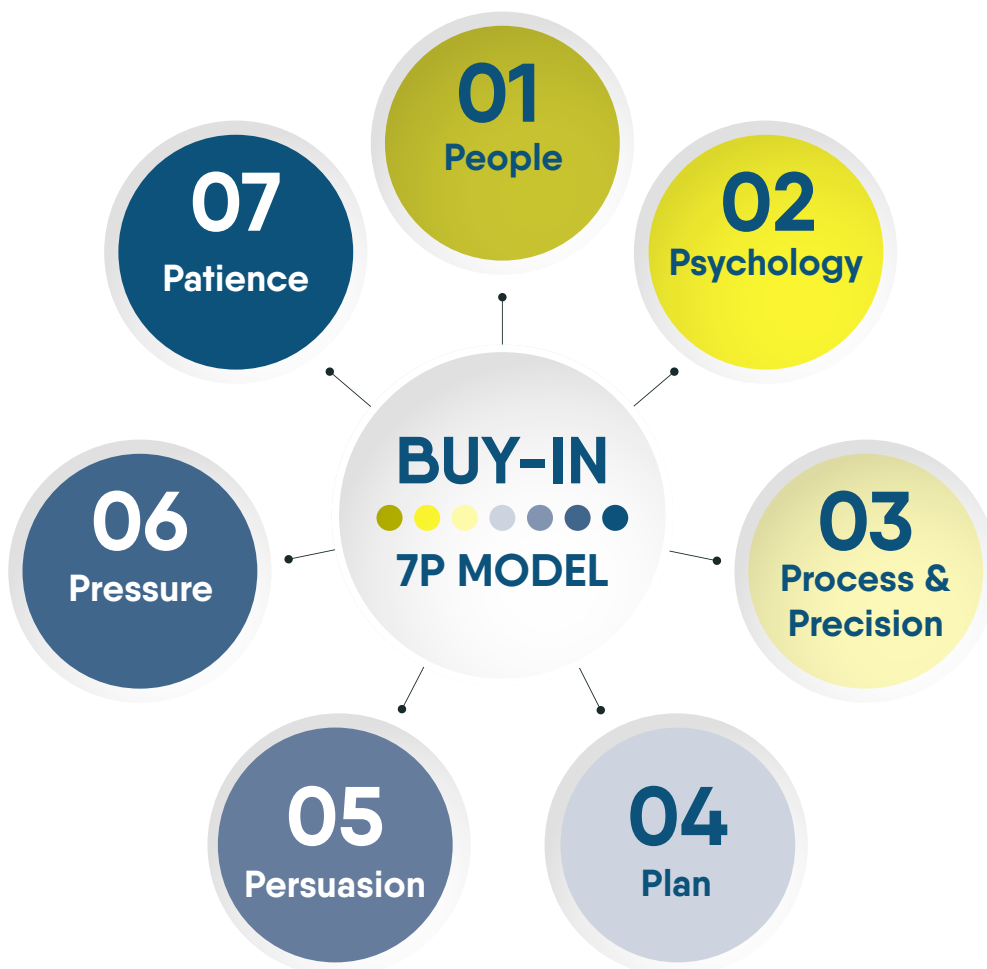 BUY-IN
7P MODEL
01
People
02
Psychology
03
Process &
Precision
04
Plan
05
Persuasion
06
Pressure
07
Patience